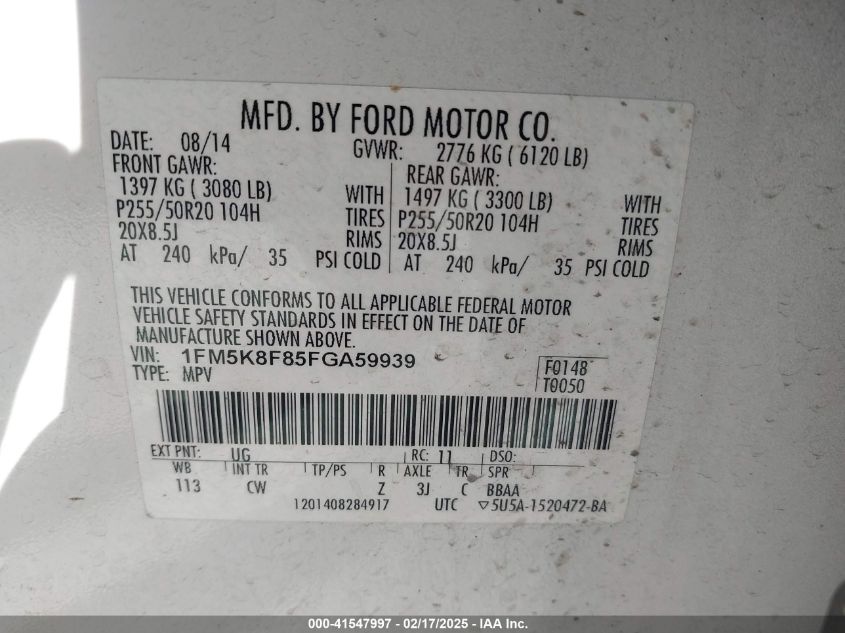 MFD. BY FORD MOTOR CO.
DATE: 08/14 GVWR: 2776 KG ( 6120 LB)
FRONT GAWR: REAR GAWR:
1397 KG ( 3080 LB) WITH 1497 KG ( 3300 LB) WITH
P255/50R20 104H TIRES P255/50R20 104H TIRES
20X8.5J RIMS 20X8.5J RIMS
AT 240 kPa/ 35 PSI COLD AT 240 kPa/ 35 PSI COLD
THIS VEHICLE CONFORMS TO ALL APPLICABLE FEDERAL MOTOR
VEHICLE SAFETY STANDARDS IN EFFECT ON THE DATE OF
MANUFACTURE SHOWN ABOVE.
VIN: 1FM5K8F85FGA59939 F0148
TYPE: MPV T0050
EXT PNT: UG RC: 11 DSO:
WB INT TR TP/PS R AXLE TR SPR
113 CW Z 3J C BBAA
1201408284917 UTC ▽5U5A-1520472-BA
000-41547997 - 02/17/2025 - IAA Inc.